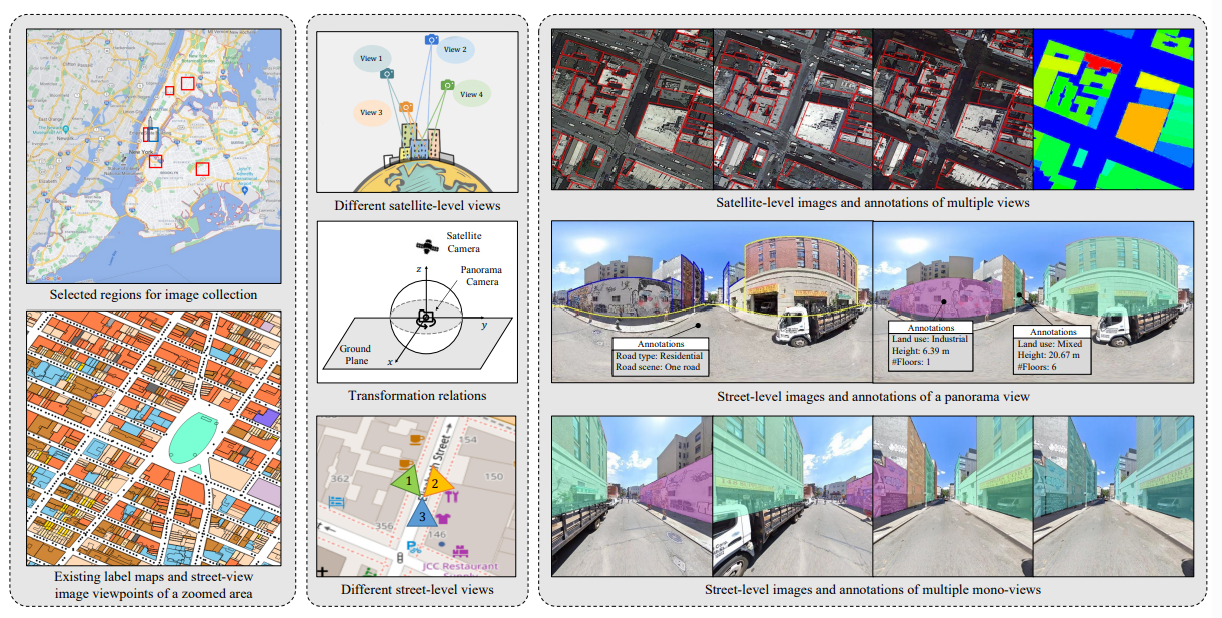 New York
Selected regions for image collection
Existing label maps and street-view
image viewpoints of a zoomed area
View 1
View 2
View 3
View 4
Different satellite-level views
Satellite
Camera
Panorama
Camera
z
y
x
Ground
Plane
Transformation relations
154
Street
362
150
1
2
3
356
146
JCC Restaurant
Different street-level views
Satellite-level images and annotations of multiple views
Annotations
Road type: Residential
Road scene: One road
Annotations
Land use: Industrial
Height: 6.39 m
#Floors: 1
Annotations
Land use: Mixed
Height: 20.67 m
#Floors: 6
Street-level images and annotations of a panorama view
Street-level images and annotations of multiple mono-views